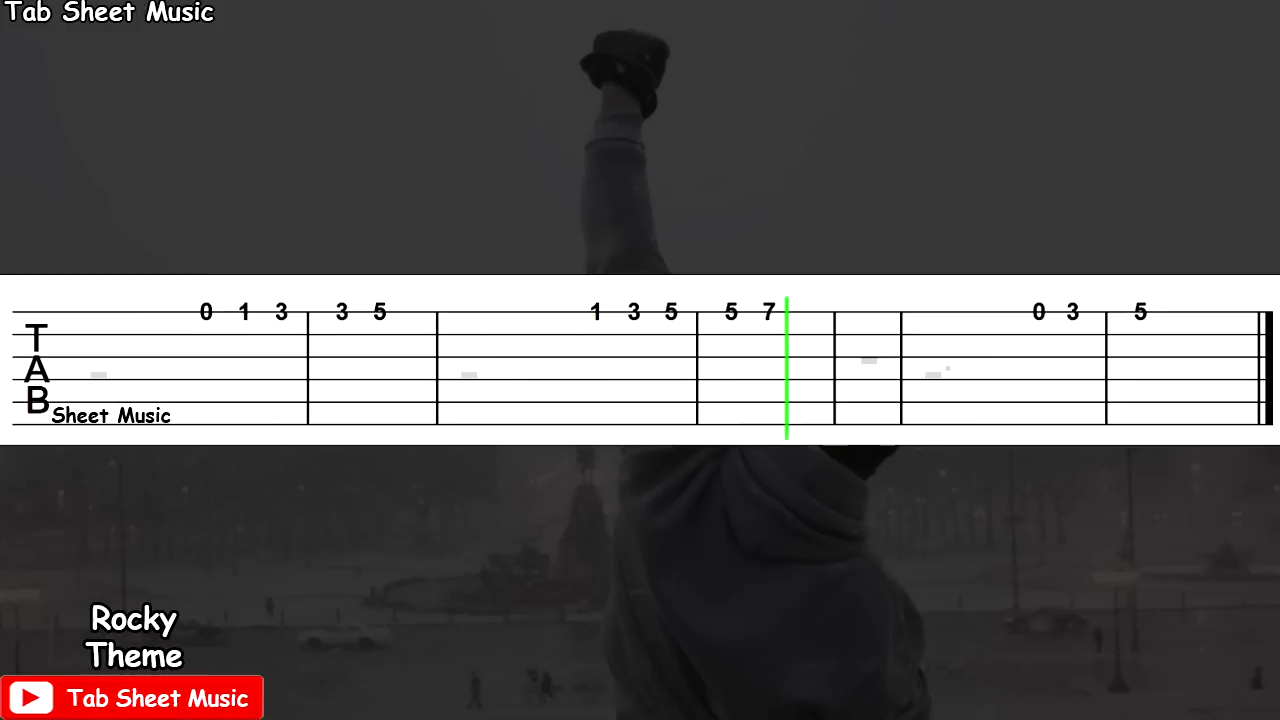 Tab Sheet Music
0 1 3 3 5 1 3 5 5 7 0 3 5
T
A
B
Sheet Music
Rocky
Theme
Tab Sheet Music